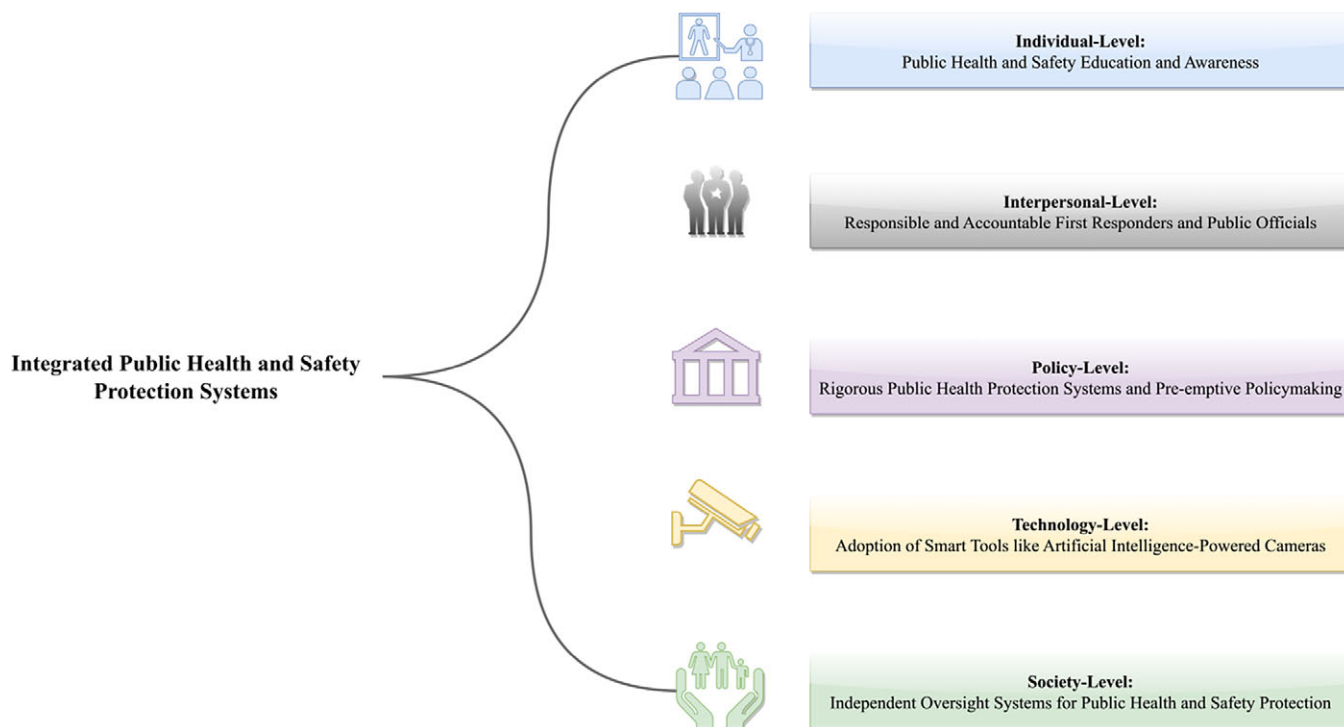 Individual-Level:
Public Health and Safety Education and Awareness
Interpersonal-Level:
Responsible and Accountable First Responders and Public Officials
Integrated Public Health and Safety
Protection Systems
Policy-Level:
Rigorous Public Health Protection Systems and Pre-emptive Policymaking
Technology-Level:
Adoption of Smart Tools like Artificial Intelligence-Powered Cameras
Society-Level:
Independent Oversight Systems for Public Health and Safety Protection